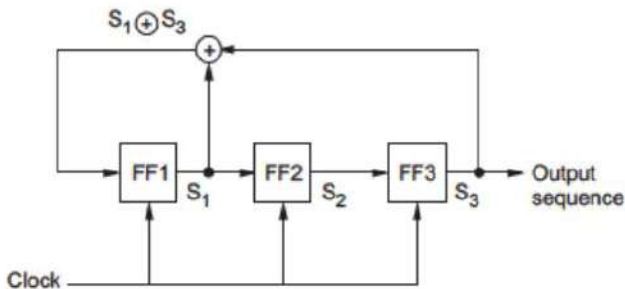 S₁⊕S₃
FF1
S₁
FF2
S₂
FF3
S₃
Output
sequence
Clock